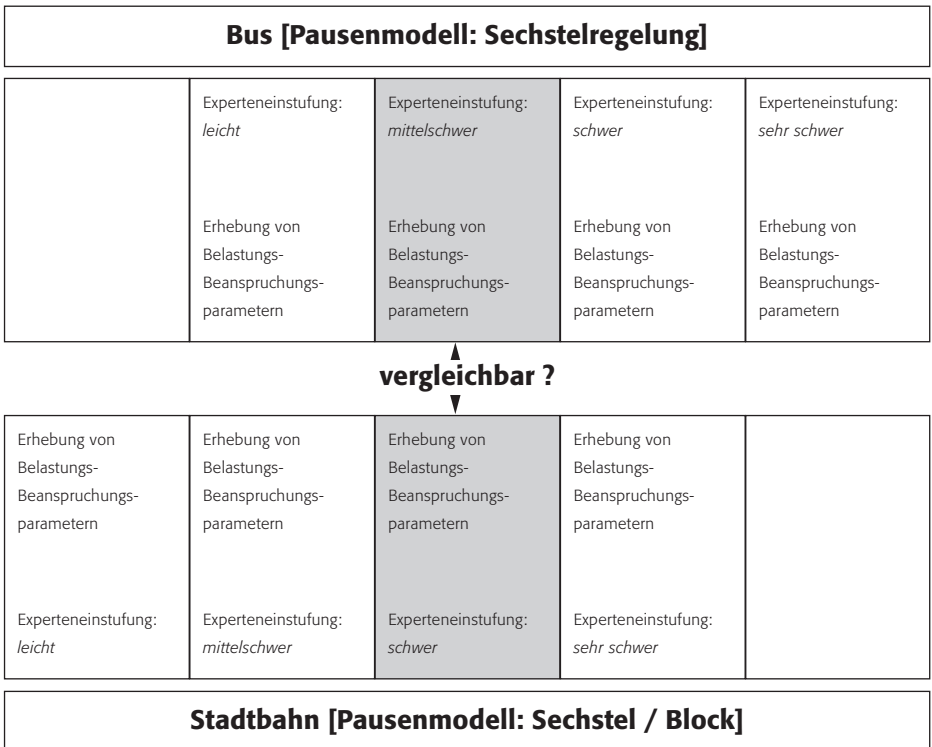 Bus [Pausenmodell: Sechstelregelung]
Experteneinstufung:
leicht
Erhebung von
Belastungs-
Beanspruchungs-
parametern
Experteneinstufung:
mittelschwer
Erhebung von
Belastungs-
Beanspruchungs-
parametern
Experteneinstufung:
schwer
Erhebung von
Belastungs-
Beanspruchungs-
parametern
Experteneinstufung:
sehr schwer
Erhebung von
Belastungs-
Beanspruchungs-
parametern
vergleichbar ?
Erhebung von
Belastungs-
Beanspruchungs-
parametern
Experteneinstufung:
leicht
Erhebung von
Belastungs-
Beanspruchungs-
parametern
Experteneinstufung:
mittelschwer
Erhebung von
Belastungs-
Beanspruchungs-
parametern
Experteneinstufung:
schwer
Erhebung von
Belastungs-
Beanspruchungs-
parametern
Experteneinstufung:
sehr schwer
Stadtbahn [Pausenmodell: Sechstel / Block]